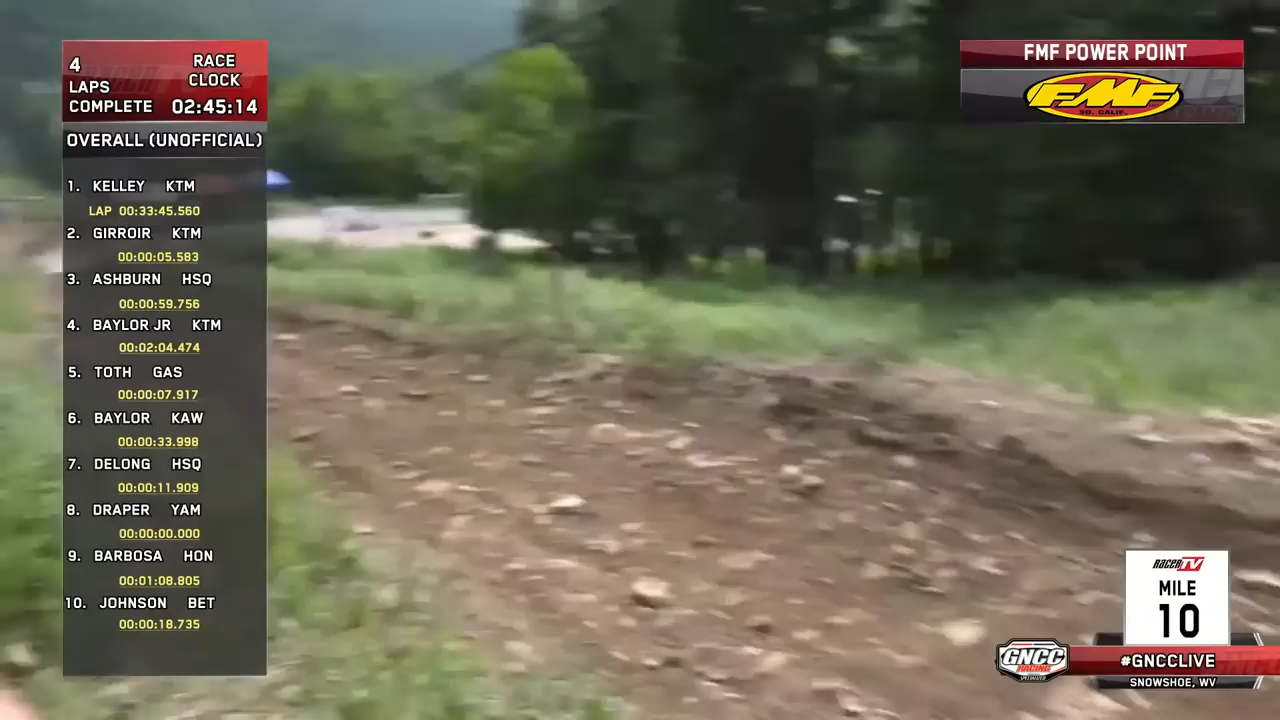 4
LAPS
COMPLETE
RACE
CLOCK
02:45:14
OVERALL (UNOFFICIAL)
1. KELLEY KTM
LAP 00:33:45.560
2. GIRROIR KTM
00:00:05.583
3. ASHBURN HSQ
00:00:59.756
4. BAYLOR JR KTM
00:02:04.474
5. TOTH GAS
00:00:07.917
6. BAYLOR KAW
00:00:33.998
7. DELONG HSQ
00:00:11.909
8. DRAPER YAM
00:00:00.000
9. BARBOSA HON
00:01:08.805
10. JOHNSON BET
00:00:18.735
FMF POWER POINT
FMF
SO. CALIF.
RACER TV
MILE
10
GNCC
RACING
SPECIALIZED
#GNCCLIVE
SNOWSHOE, WV